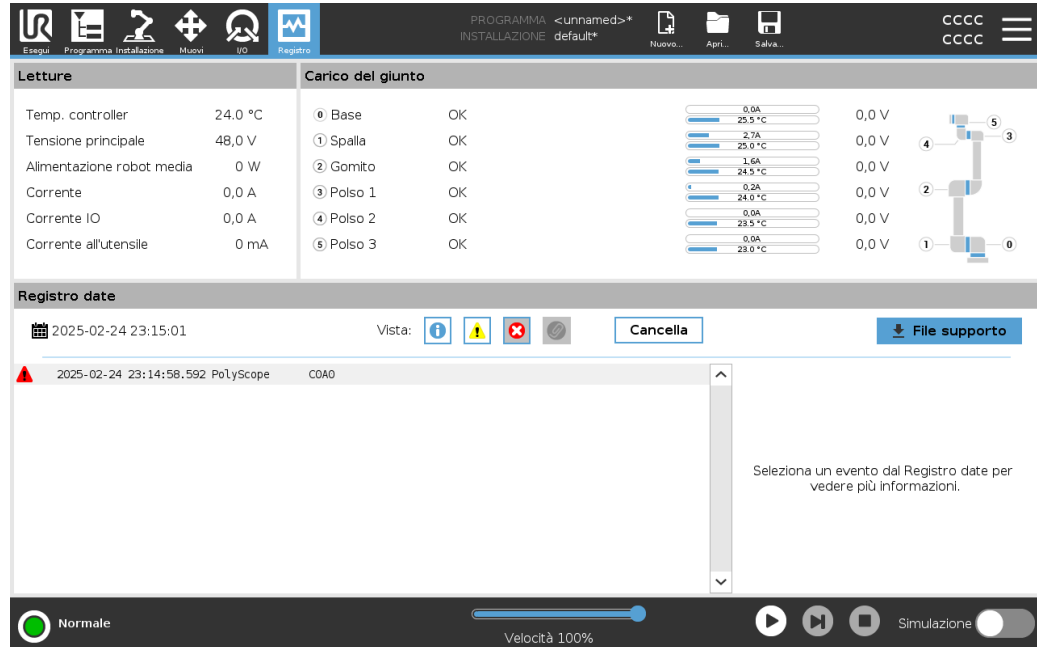 PROGRAMMA <unnamed>*
INSTALLAZIONE default*
cccc
cccc
Esegui Programma Installazione Muovi I/O Registro Nuovo... Apri... Salva...
Letture
Carico del giunto
Temp. controller 24.0 °C
Tensione principale 48,0 V
Alimentazione robot media 0 W
Corrente 0,0 A
Corrente IO 0,0 A
Corrente all'utensile 0 mA
0 Base OK 0,0A 25.5 °C 0,0 V
1 Spalla OK 2,7A 25.0 °C 0,0 V
2 Gomito OK 1,6A 24.5 °C 0,0 V
3 Polso 1 OK 0,2A 24.0 °C 0,0 V
4 Polso 2 OK 0,0A 23.5 °C 0,0 V
5 Polso 3 OK 0,0A 23.0 °C 0,0 V
5
3
4
2
1 0
Registro date
2025-02-24 23:15:01 Vista: Cancella File supporto
2025-02-24 23:14:58.592 PolyScope C0A0
Seleziona un evento dal Registro date per
vedere più informazioni.
Normale
Velocità 100%
Simulazione